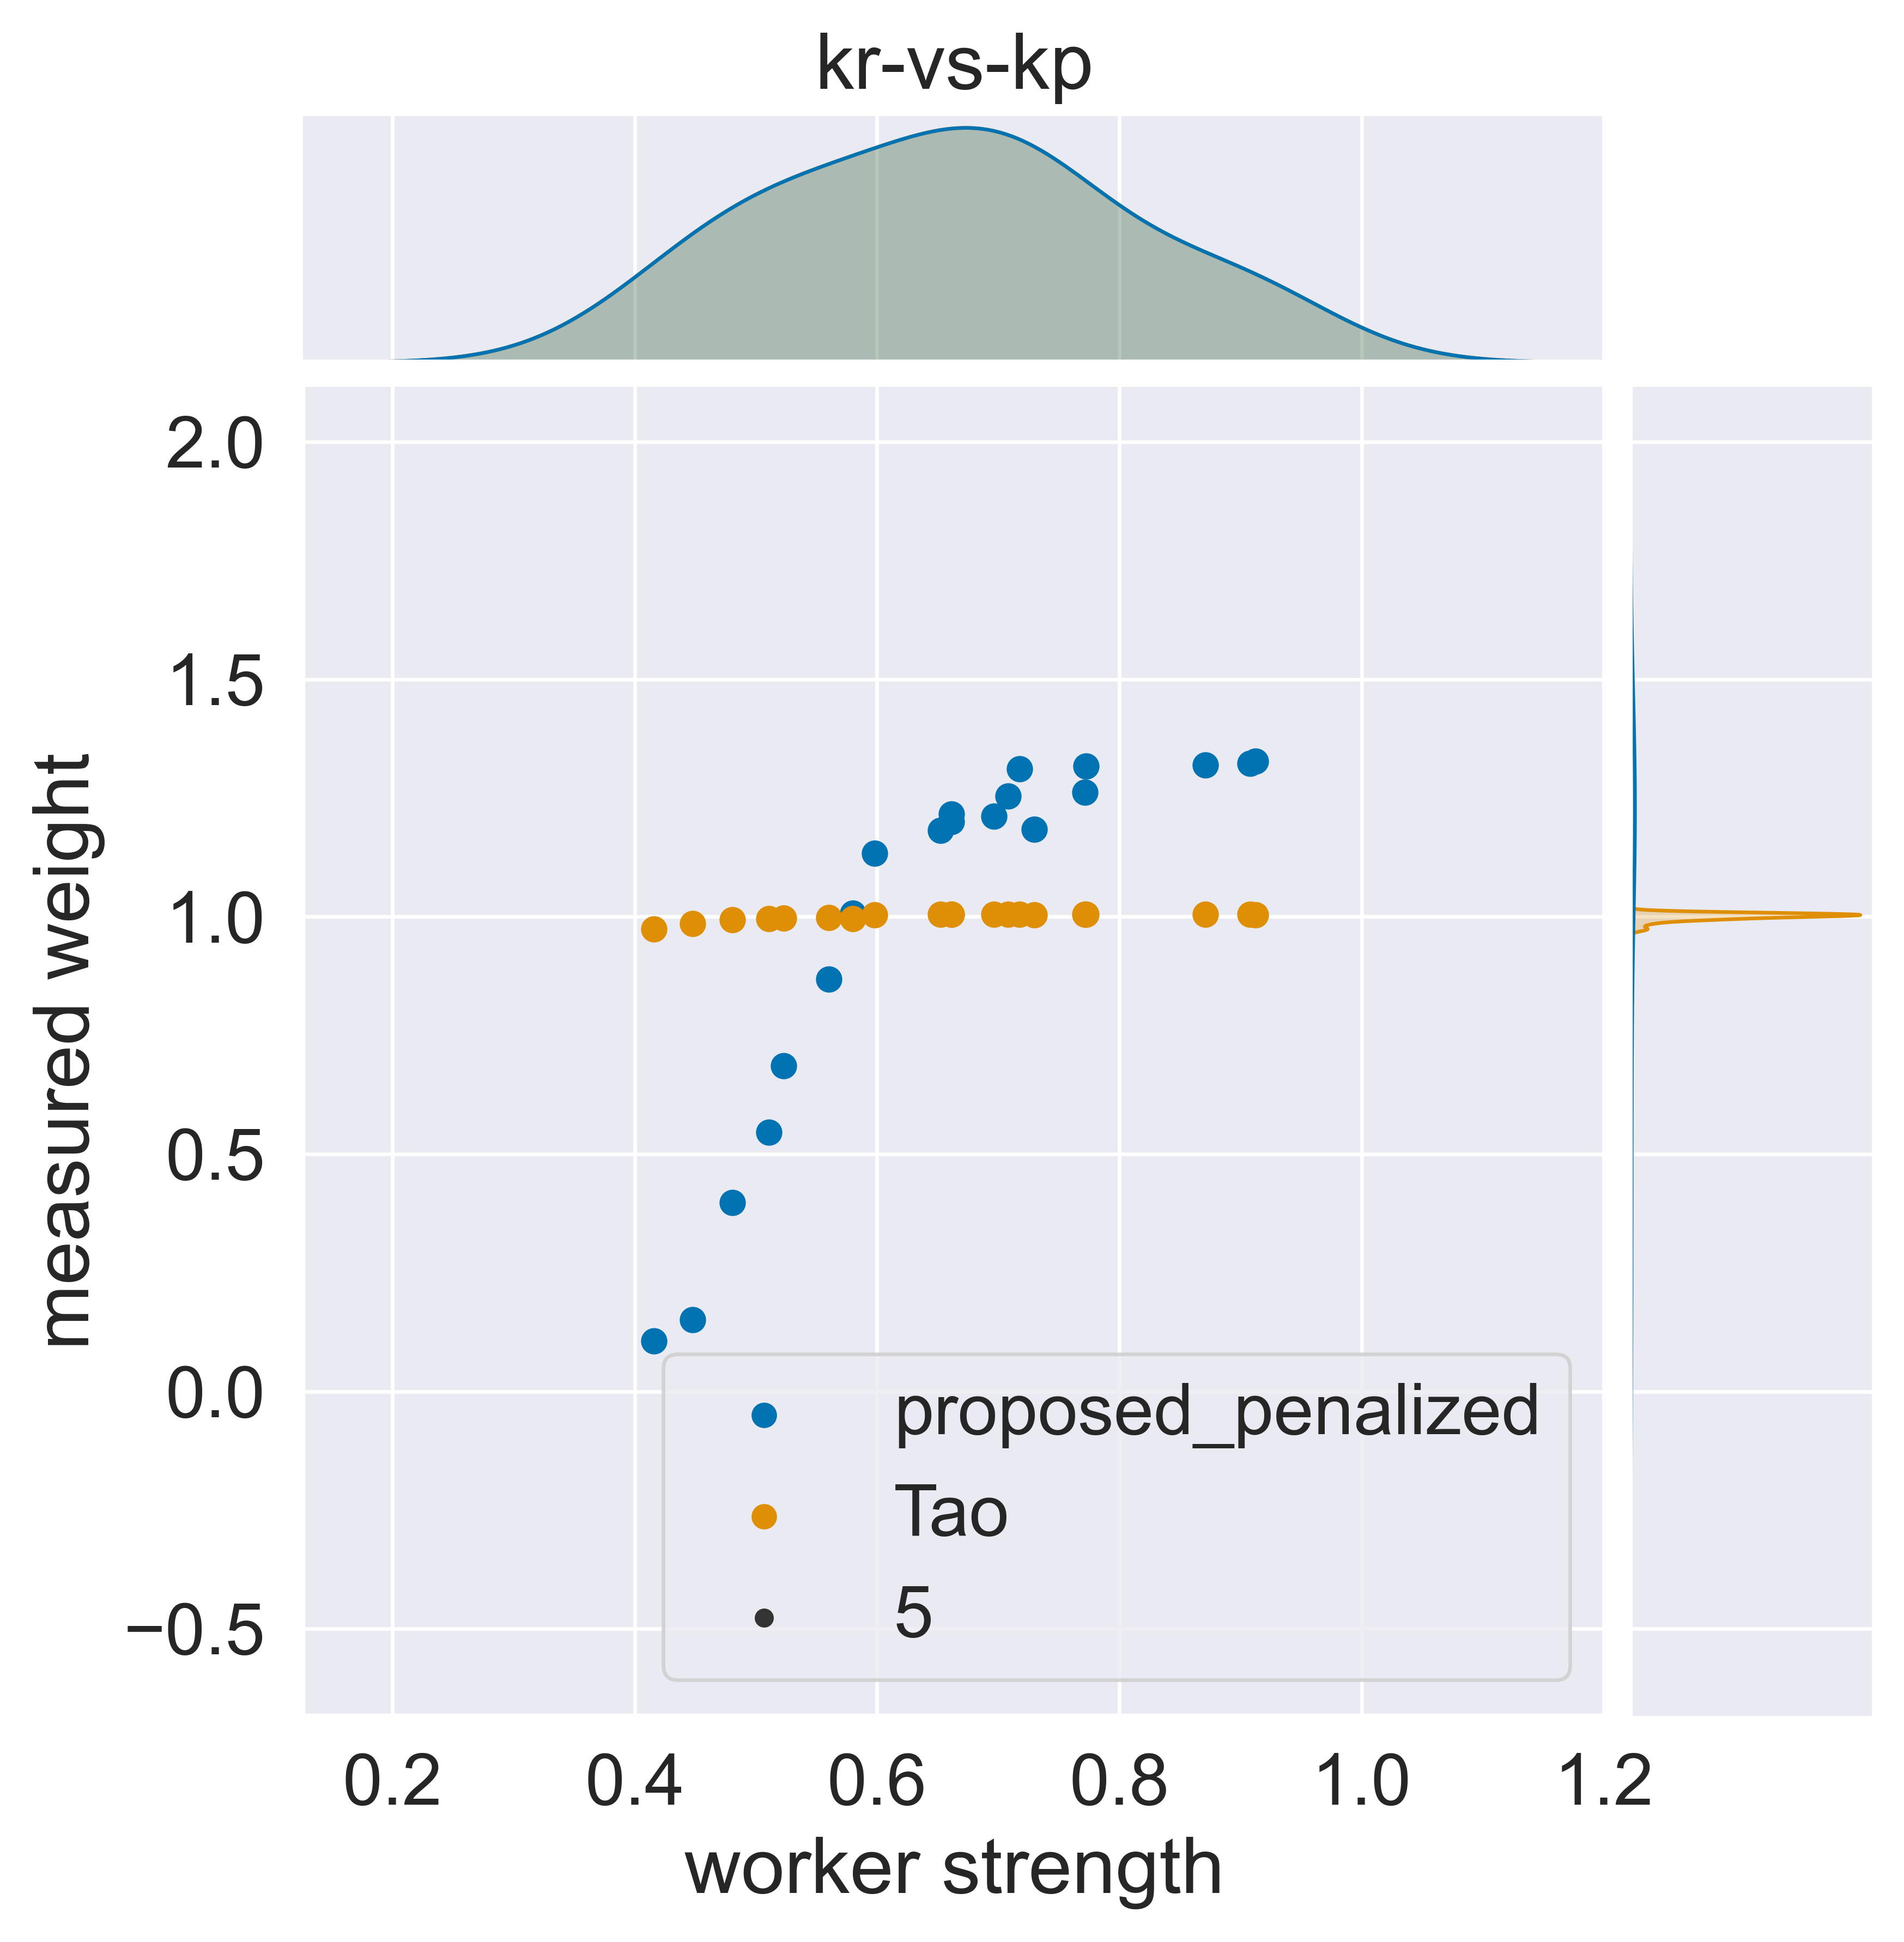 kr-vs-kp
2.0
1.5
1.0
0.5
0.0
−0.5
measured weight
proposed_penalized
Tao
5
0.2 0.4 0.6 0.8 1.0 1.2
worker strength